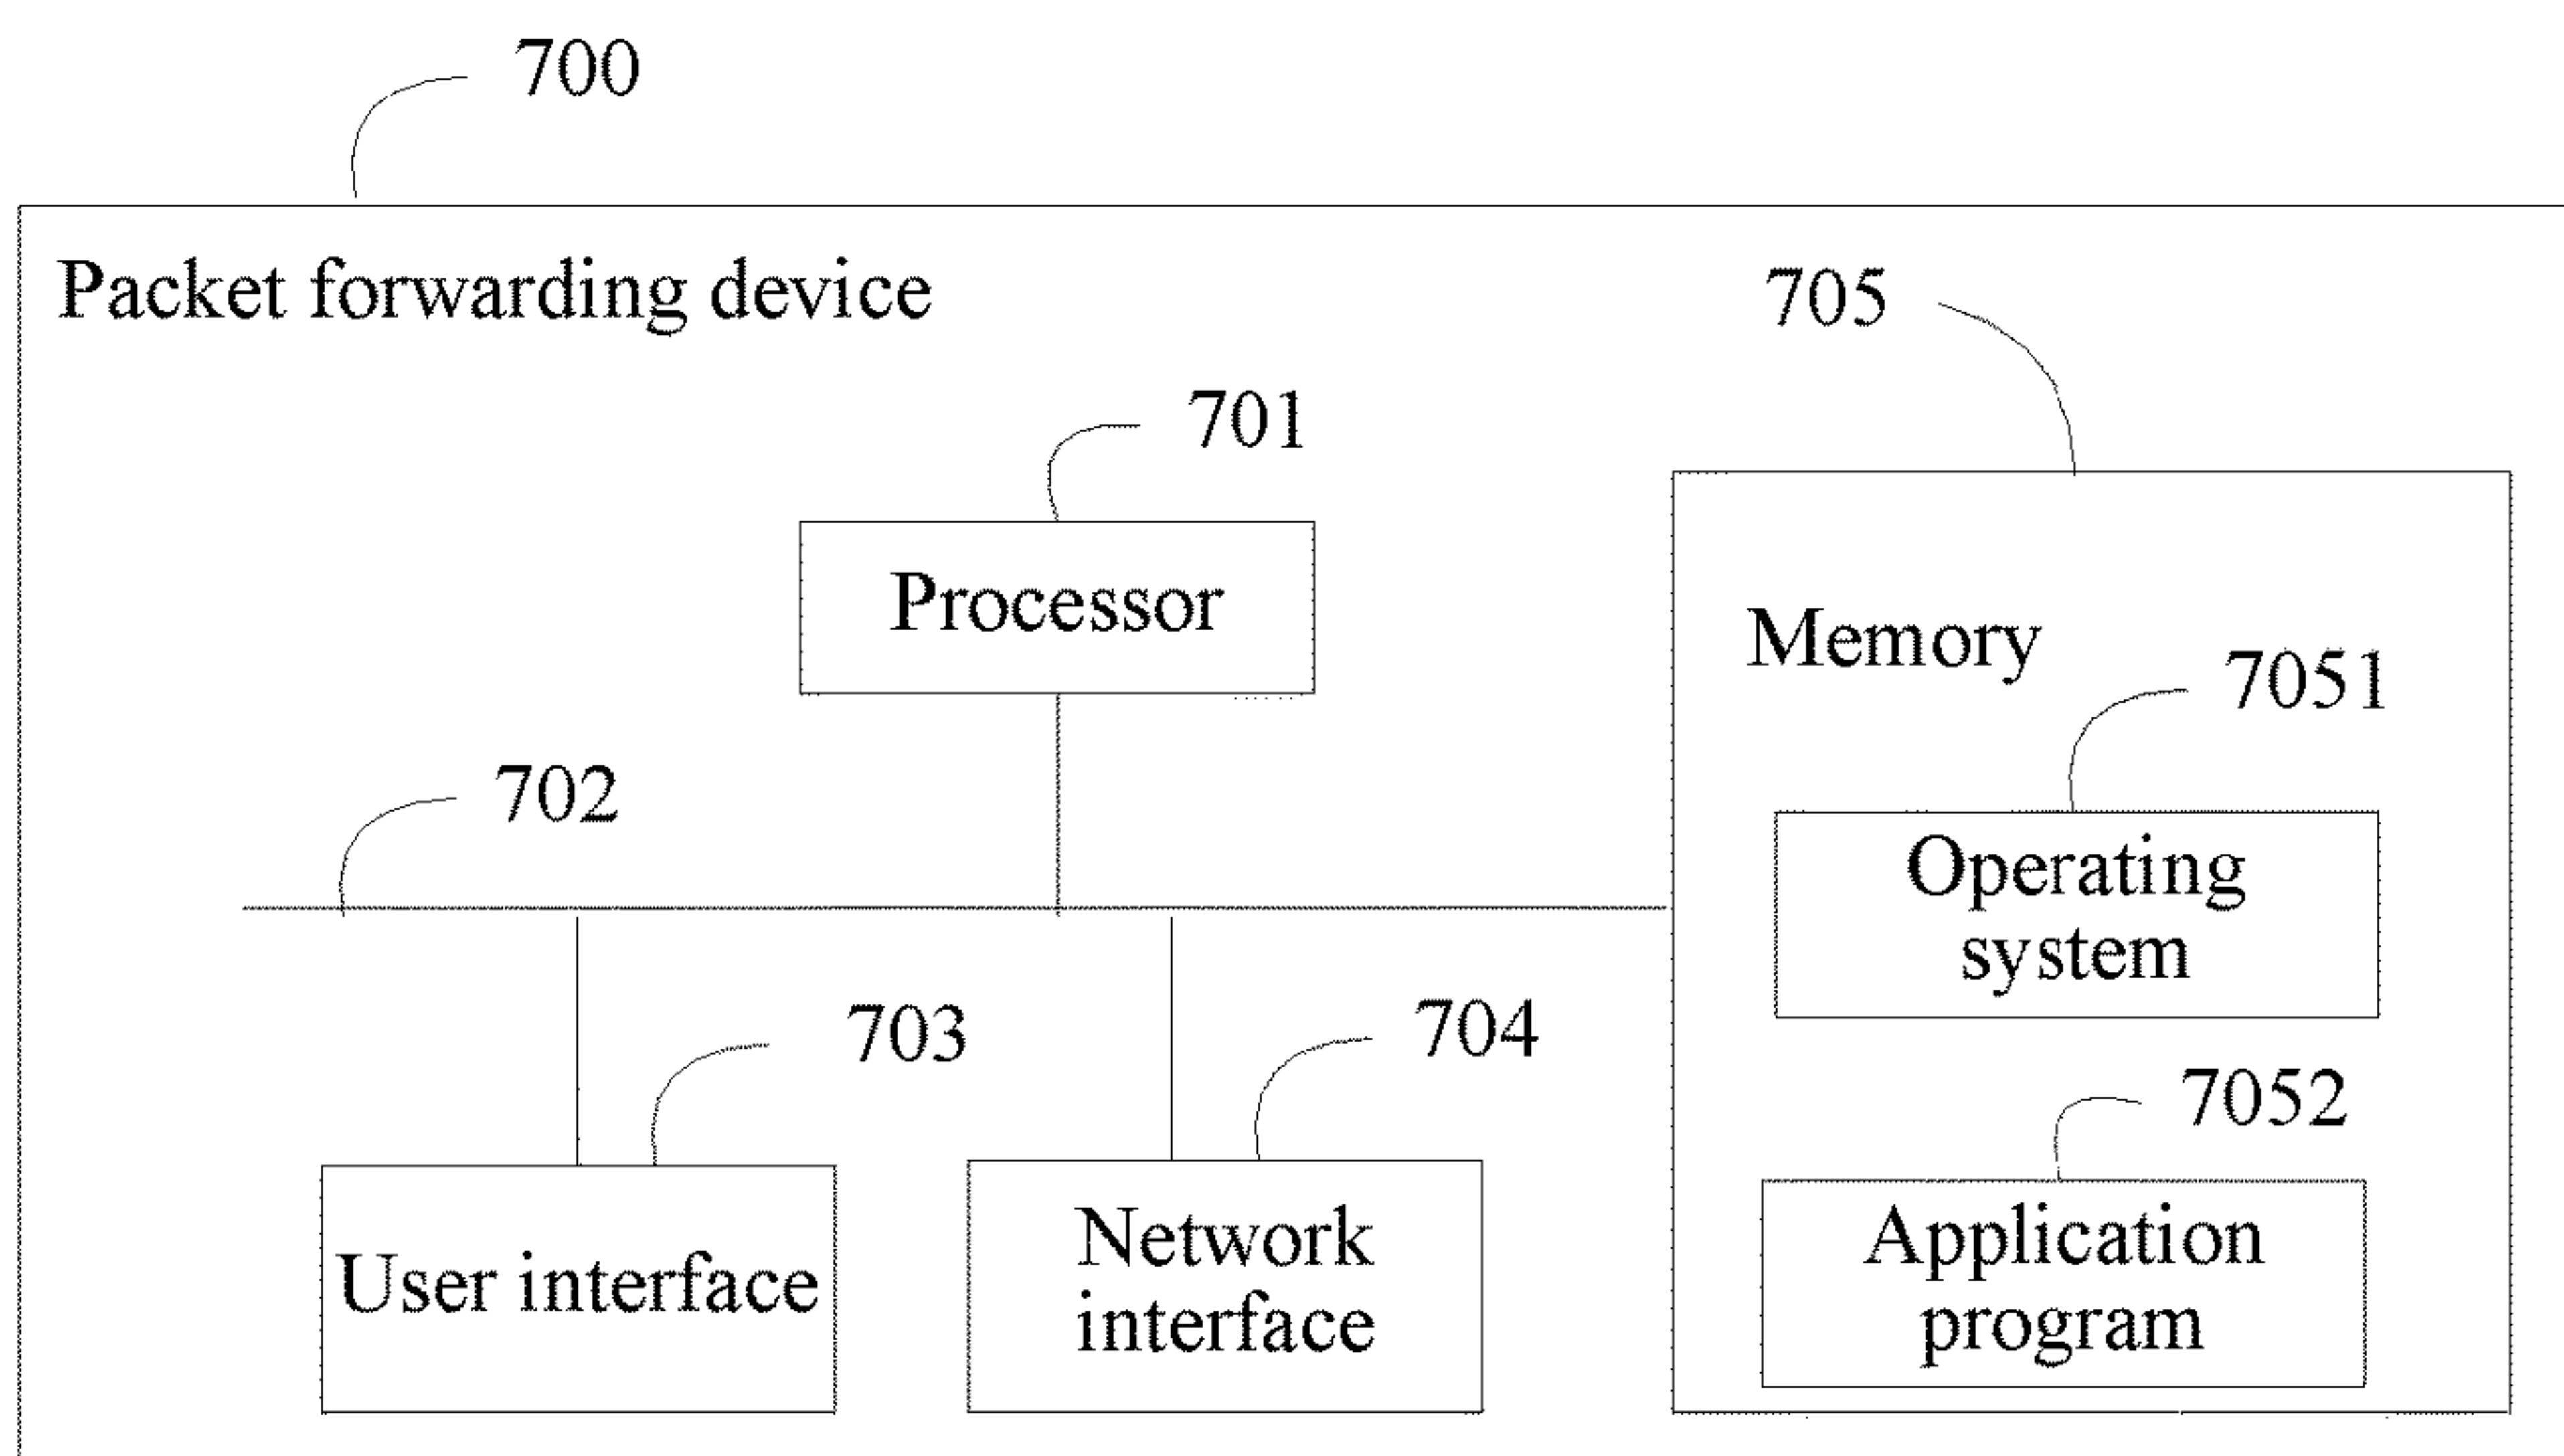 700
Packet forwarding device
705
701
Processor
Memory
7051
702
Operating
system
703
704
7052
User interface
Network
interface
Application
program